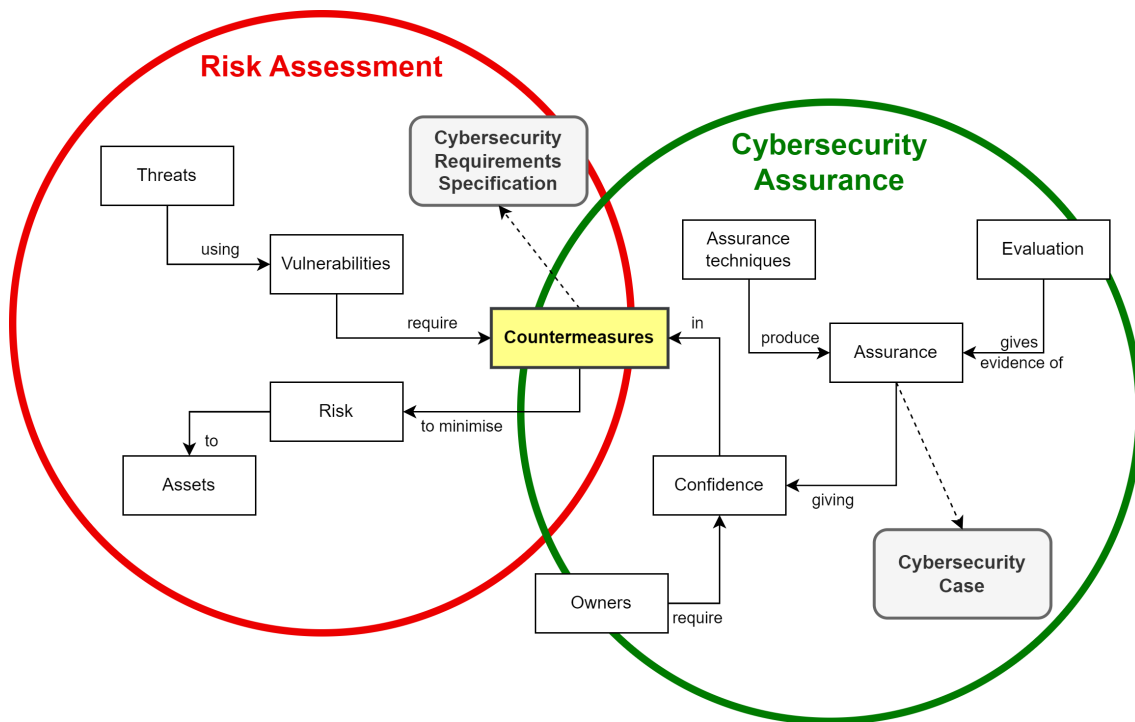 Risk Assessment
Cybersecurity
Requirements
Specification
Cybersecurity
Assurance
Threats
using
Vulnerabilities
require
Countermeasures
in
Assurance
techniques
Evaluation
produce
Assurance
gives
evidence of
Risk
to minimise
to
Assets
Confidence
giving
Owners
require
Cybersecurity
Case